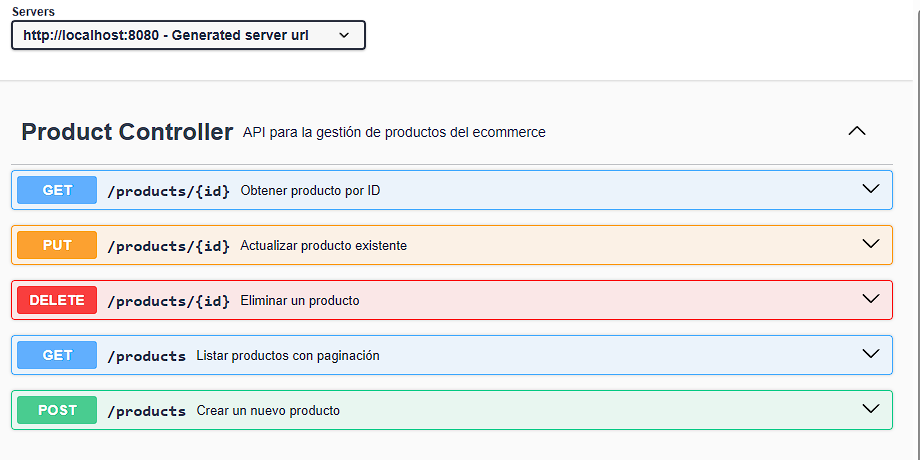 Servers
http://localhost:8080 - Generated server url
Product Controller API para la gestión de productos del ecommerce
GET /products/{id} Obtener producto por ID
PUT /products/{id} Actualizar producto existente
DELETE /products/{id} Eliminar un producto
GET /products Listar productos con paginación
POST /products Crear un nuevo producto